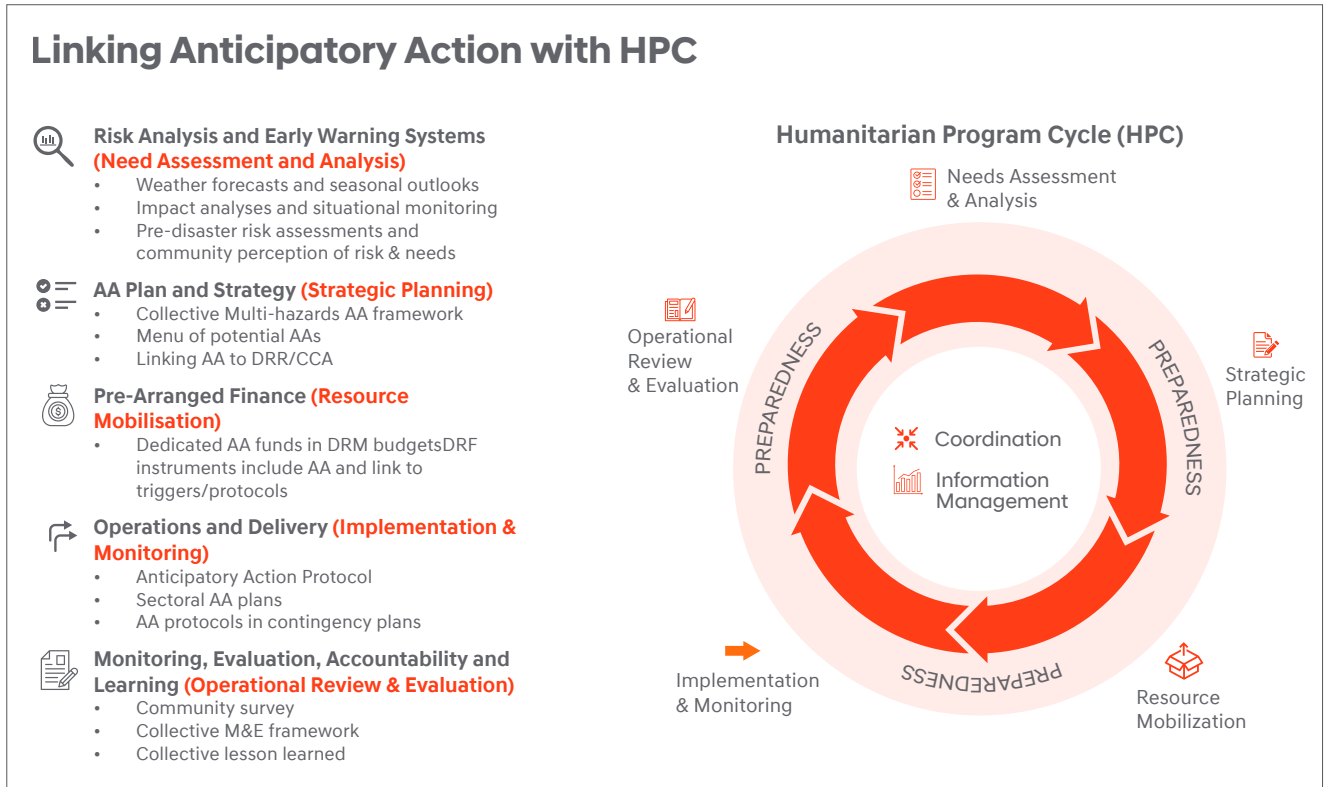 Linking Anticipatory Action with HPC
Risk Analysis and Early Warning Systems
(Need Assessment and Analysis)
• Weather forecasts and seasonal outlooks
• Impact analyses and situational monitoring
• Pre-disaster risk assessments and
community perception of risk & needs
AA Plan and Strategy (Strategic Planning)
• Collective Multi-hazards AA framework
• Menu of potential AAs
• Linking AA to DRR/CCA
Pre-Arranged Finance (Resource
Mobilisation)
• Dedicated AA funds in DRM budgetsDRF
instruments include AA and link to
triggers/protocols
Operations and Delivery (Implementation &
Monitoring)
• Anticipatory Action Protocol
• Sectoral AA plans
• AA protocols in contingency plans
Monitoring, Evaluation, Accountability and
Learning (Operational Review & Evaluation)
• Community survey
• Collective M&E framework
• Collective lesson learned
Humanitarian Program Cycle (HPC)
Needs Assessment
& Analysis
Strategic
Planning
Resource
Mobilization
Implementation
& Monitoring
Operational
Review
& Evaluation
PREPAREDNESS
PREPAREDNESS
PREPAREDNESS
Coordination
Information
Management